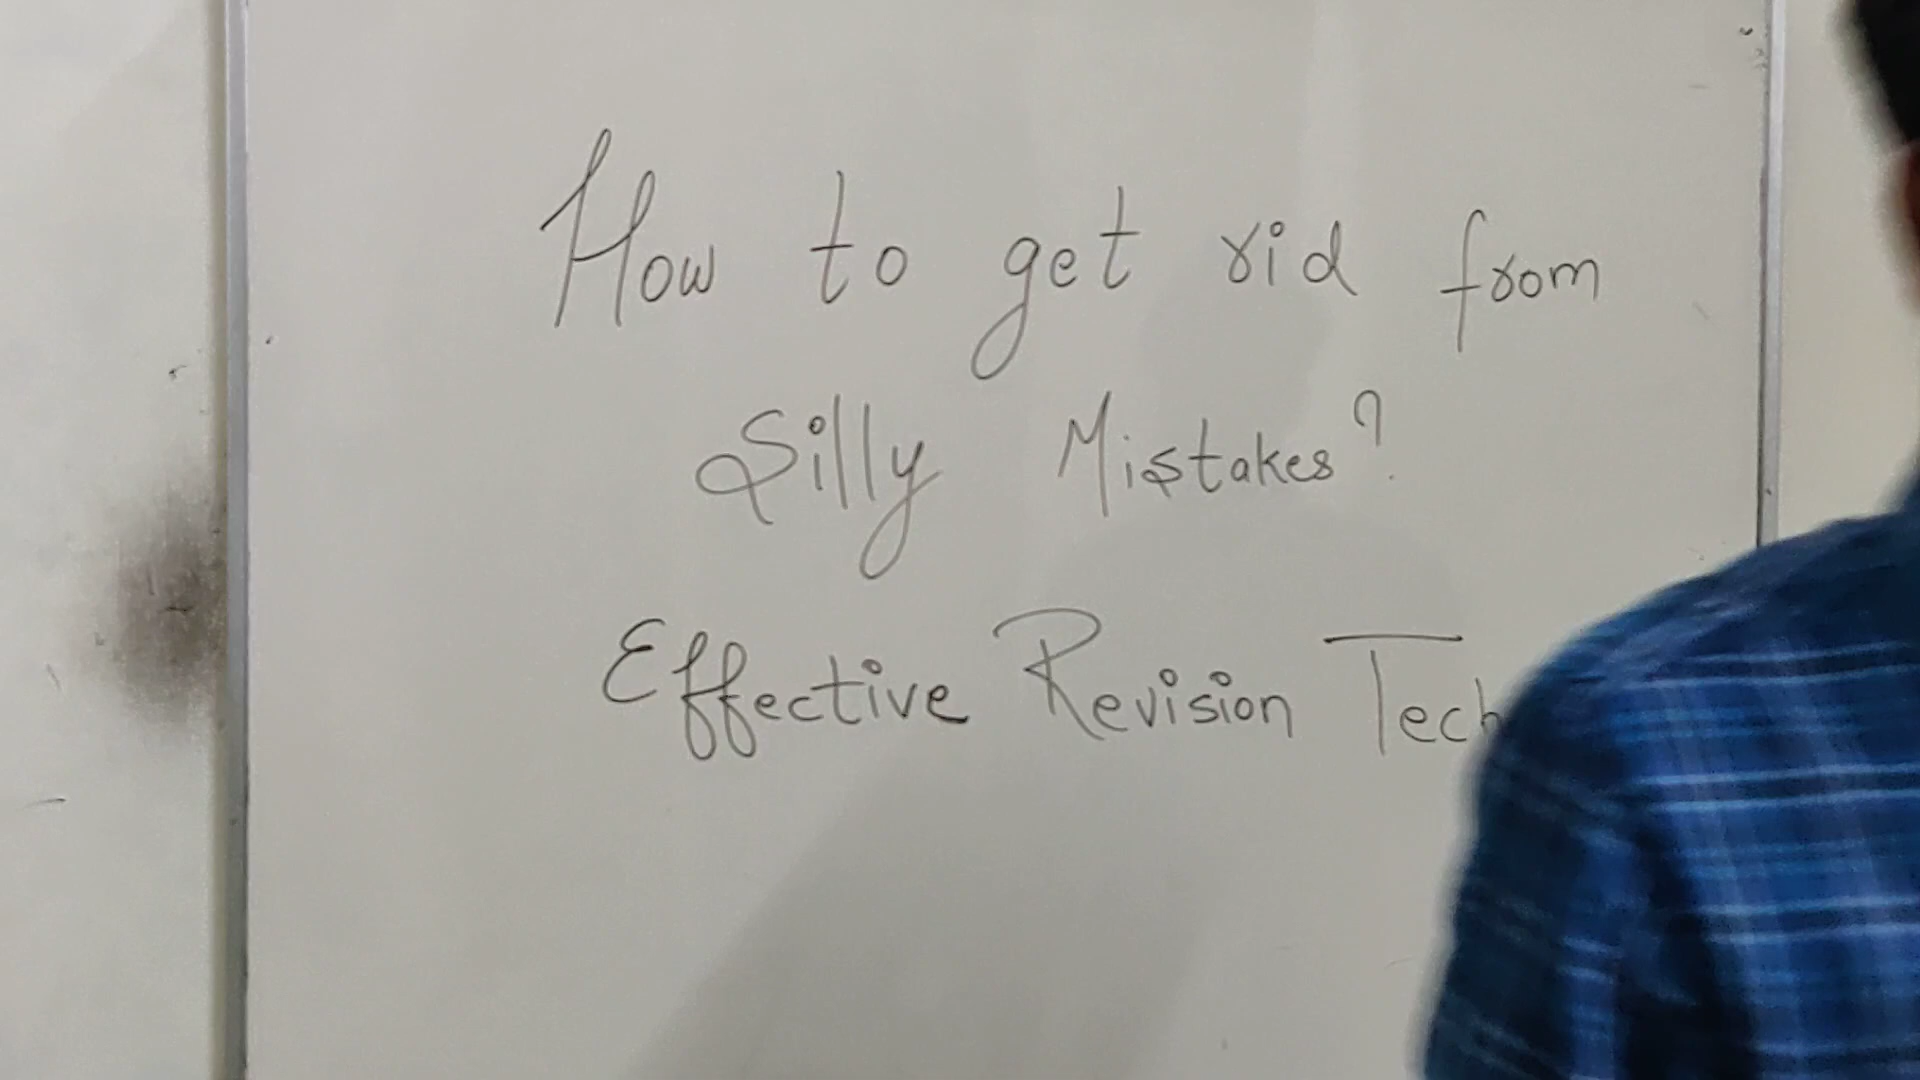 How to get rid from
Silly Mistakes?
Effective Revision Tech